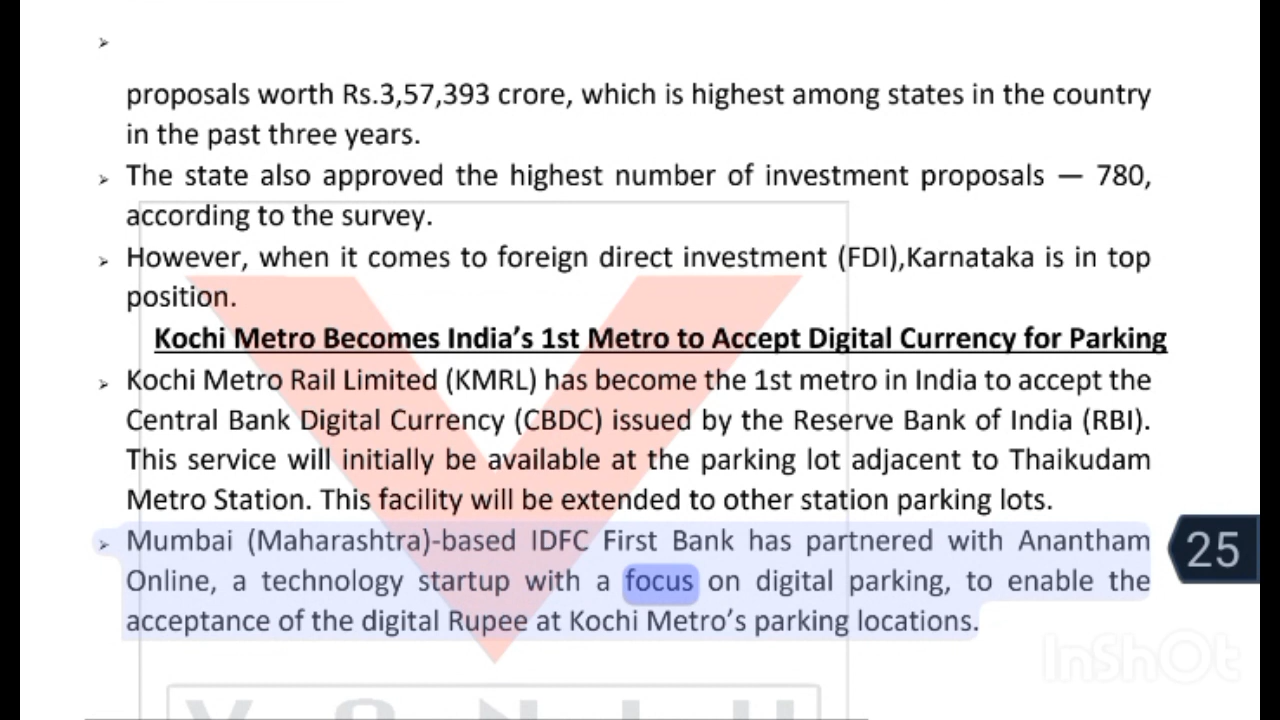 proposals worth Rs.3,57,393 crore, which is highest among states in the country
in the past three years.
➢ The state also approved the highest number of investment proposals — 780,
according to the survey.
➢ However, when it comes to foreign direct investment (FDI),Karnataka is in top
position.
Kochi Metro Becomes India’s 1st Metro to Accept Digital Currency for Parking
➢ Kochi Metro Rail Limited (KMRL) has become the 1st metro in India to accept the
Central Bank Digital Currency (CBDC) issued by the Reserve Bank of India (RBI).
This service will initially be available at the parking lot adjacent to Thaikudam
Metro Station. This facility will be extended to other station parking lots.
➢ Mumbai (Maharashtra)-based IDFC First Bank has partnered with Anantham
Online, a technology startup with a focus on digital parking, to enable the
acceptance of the digital Rupee at Kochi Metro’s parking locations.
25
InShOt